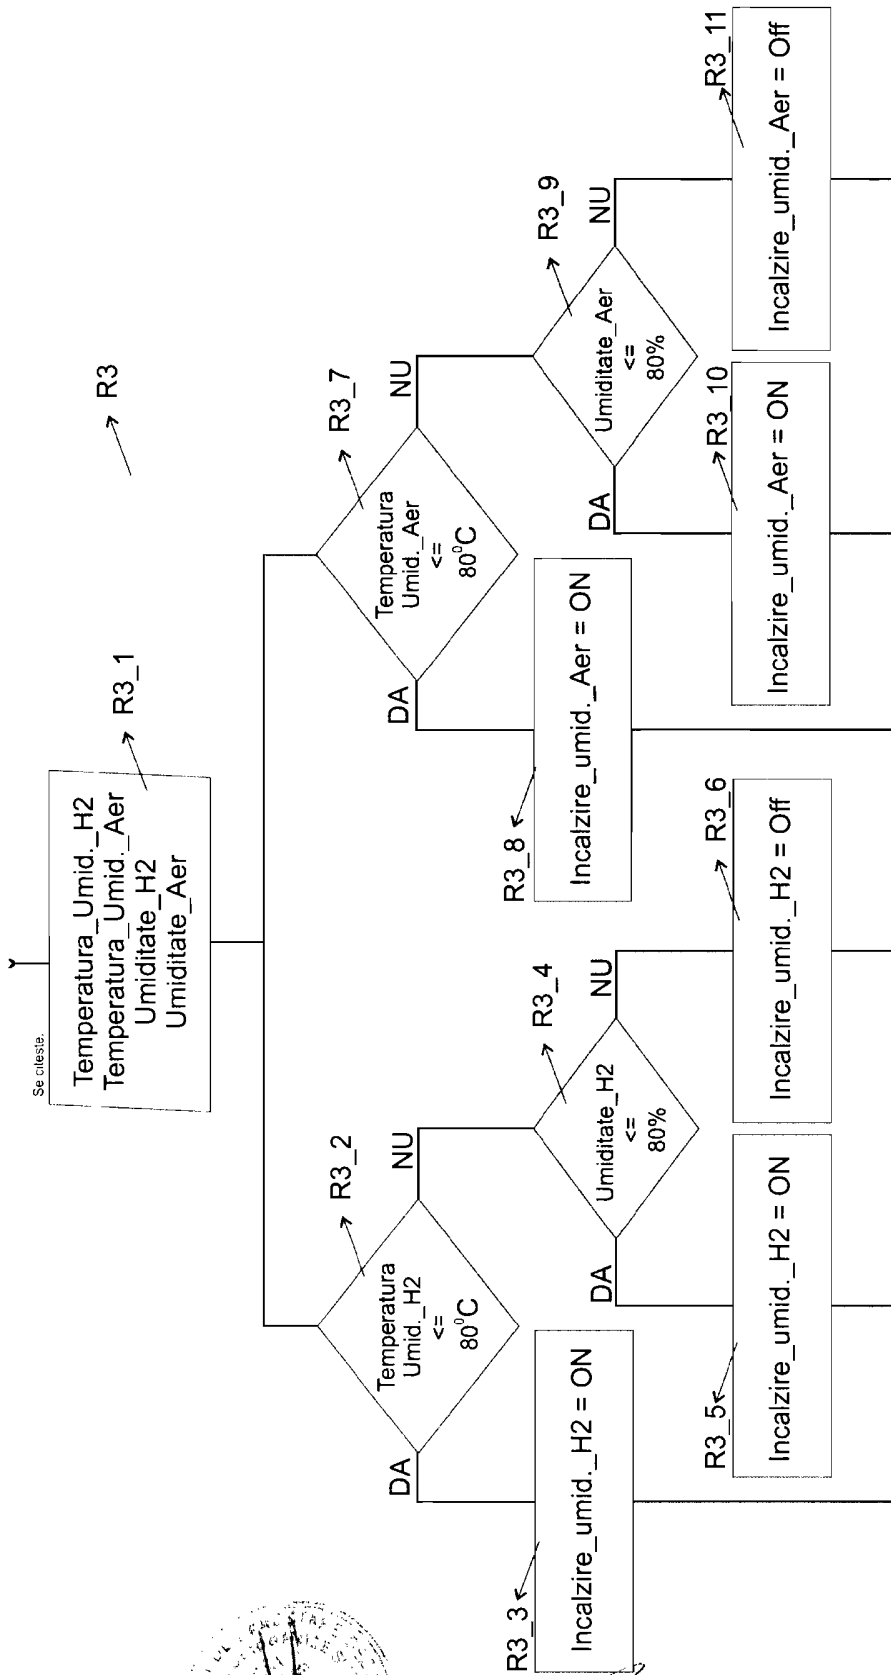 Se citeste.
Temperatura_Umid._H2
Temperatura_Umid._Aer
Umiditate_H2
Umiditate_Aer
R3_1
R3
Temperatura
Umid._H2
<=
80⁰C
R3_2
DA
NU
R3_3
Incalzire_umid._H2 = ON
Umiditate_H2
<=
80%
R3_4
DA
NU
R3_5
Incalzire_umid._H2 = ON
R3_6
Incalzire_umid._H2 = Off
Temperatura
Umid._Aer
<=
80⁰C
R3_7
DA
NU
R3_8
Incalzire_umid._Aer = ON
Umiditate_Aer
<=
80%
R3_9
DA
NU
R3_10
Incalzire_umid._Aer = ON
R3_11
Incalzire_umid._Aer = Off